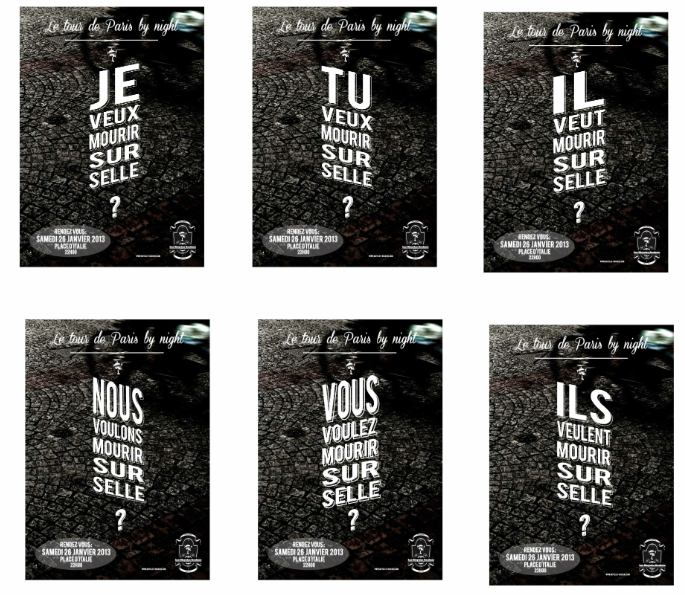 Le tour de Paris by night
JE
VEUX
MOURIR
SUR
SELLE
?
RENDEZ VOUS:
SAMEDI 26 JANVIER 2013
PLACE D'ITALIE
22H00
Le tour de Paris by night
TU
VEUX
MOURIR
SUR
SELLE
?
RENDEZ VOUS:
SAMEDI 26 JANVIER 2013
PLACE D'ITALIE
22H00
Le tour de Paris by night
IL
VEUT
MOURIR
SUR
SELLE
?
RENDEZ VOUS:
SAMEDI 26 JANVIER 2013
PLACE D'ITALIE
22H00
Le tour de Paris by night
NOUS
VOULONS
MOURIR
SUR
SELLE
?
RENDEZ VOUS:
SAMEDI 26 JANVIER 2013
PLACE D'ITALIE
22H00
Le tour de Paris by night
VOUS
VOULEZ
MOURIR
SUR
SELLE
?
RENDEZ VOUS:
SAMEDI 26 JANVIER 2013
PLACE D'ITALIE
22H00
Le tour de Paris by night
ILS
VEULENT
MOURIR
SUR
SELLE
?
RENDEZ VOUS:
SAMEDI 26 JANVIER 2013
PLACE D'ITALIE
22H00